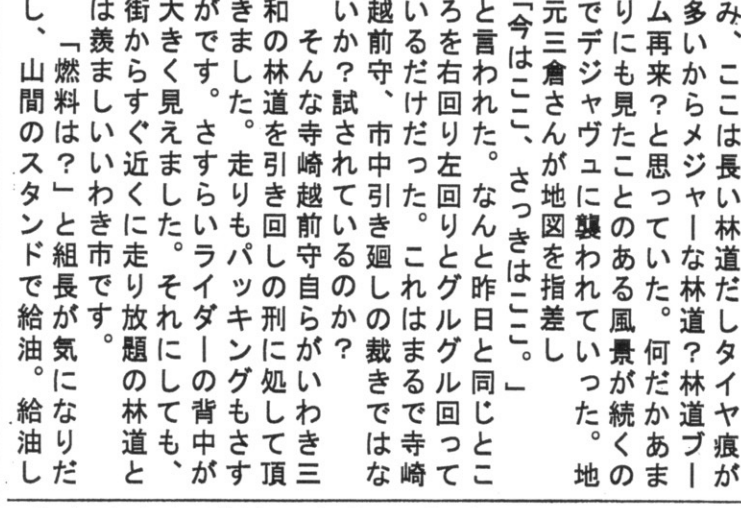 み、ここは長い林道だしタイヤ痕が
多いからメジャーな林道？林道ブー
ム再来？と思っていた。何だかあま
りにも見たことのある風景が続くの
でデジャヴュに襲われていった。地
元三倉さんが地図を指差し
「今はここ、さっきはここ。」
と言われた。なんと昨日と同じとこ
ろを右回り左回りとグルグル回って
いるだけだった。これはまるで寺崎
越前守、市中引き廻しの裁きではな
いか？試されているのか？
　そんな寺崎越前守自らがいわき三
和の林道を引き回しの刑に処して頂
きました。走りもパッキングもさす
がです。さすらいライダーの背中が
大きく見えました。それにしても、
街からすぐ近くに走り放題の林道と
は羨ましいいわき市です。
　「燃料は？」と組長が気になりだ
し、山間のスタンドで給油。給油し